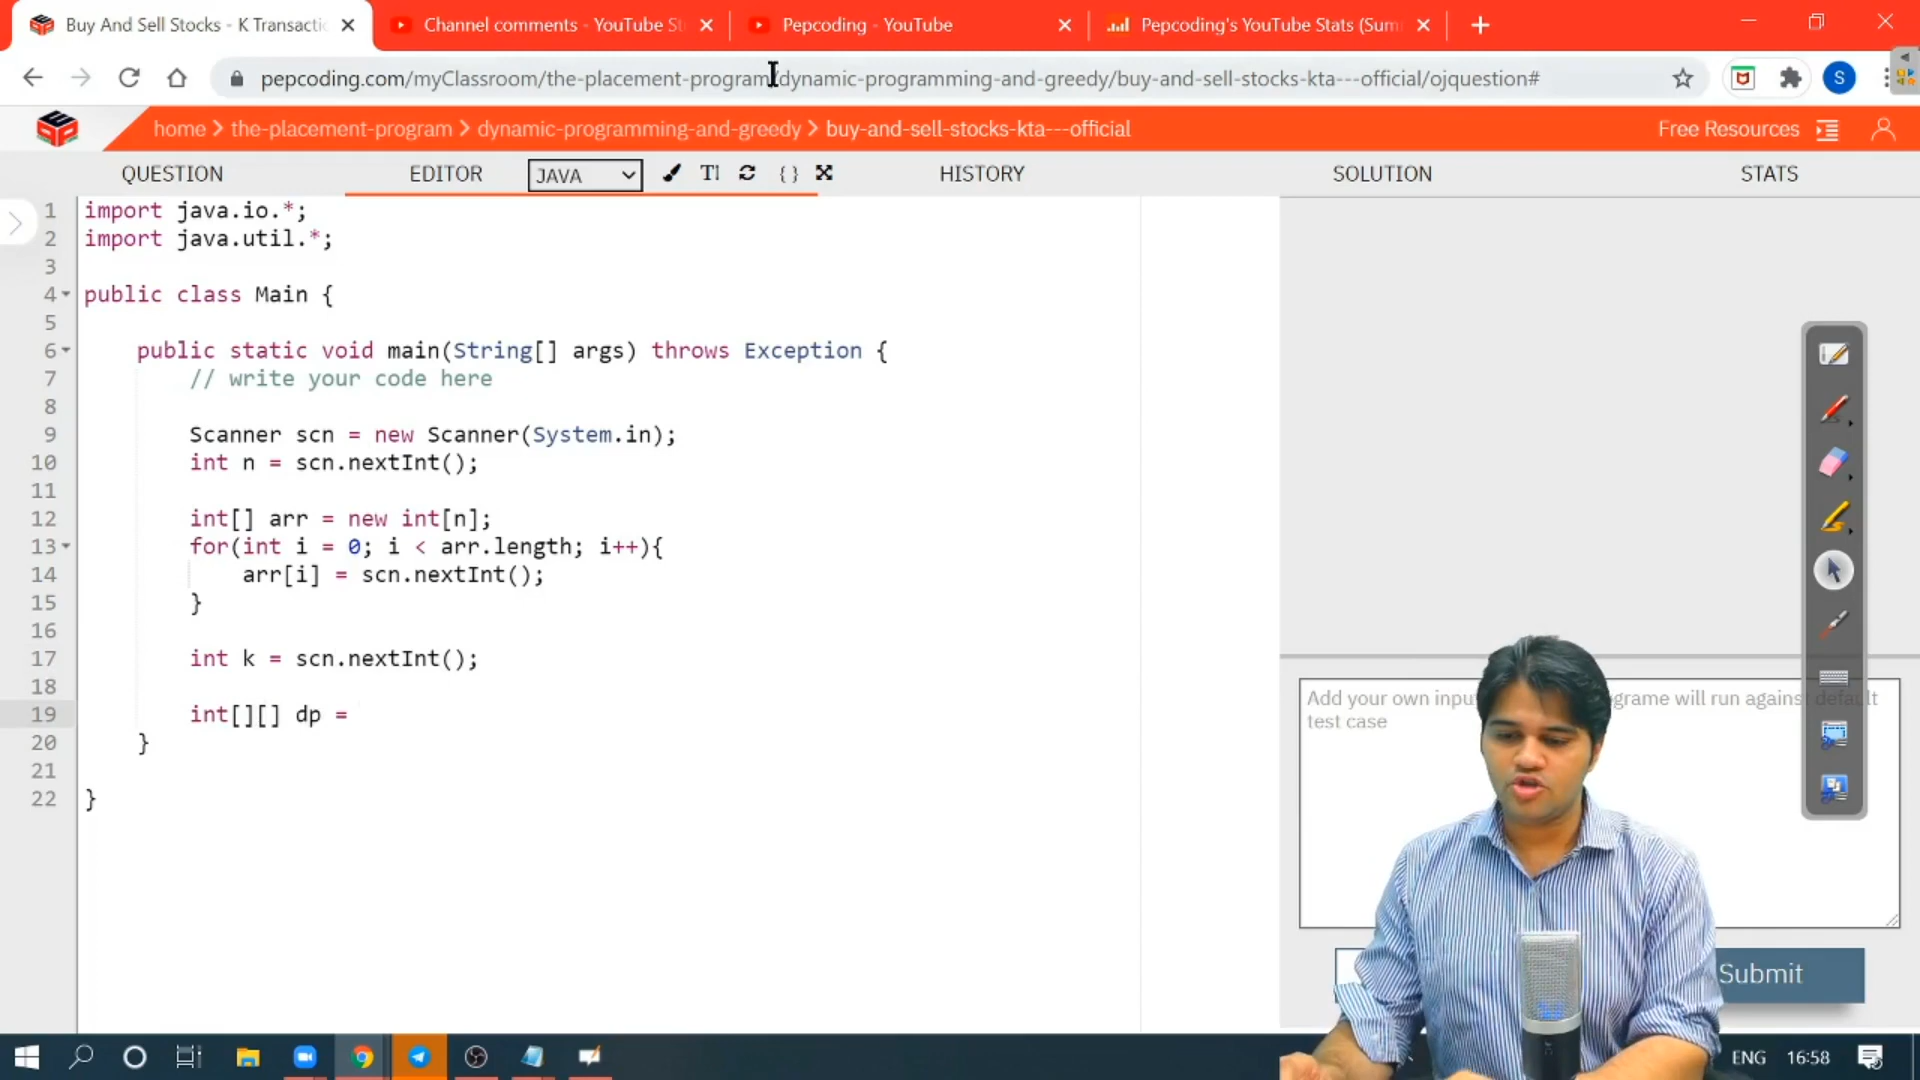 Buy And Sell Stocks - K Transacti
Channel comments - YouTube St
Pepcoding - YouTube
Pepcoding's YouTube Stats (Sum
pepcoding.com/myClassroom/the-placement-program/dynamic-programming-and-greedy/buy-and-sell-stocks-kta---official/ojquestion#
S
home > the-placement-program > dynamic-programming-and-greedy > buy-and-sell-stocks-kta---official
Free Resources
QUESTION
EDITOR
JAVA
HISTORY
SOLUTION
STATS
1 import java.io.*;
2 import java.util.*;
3
4 public class Main {
5
6 public static void main(String[] args) throws Exception {
7 // write your code here
8
9 Scanner scn = new Scanner(System.in);
10 int n = scn.nextInt();
11
12 int[] arr = new int[n];
13 for(int i = 0; i < arr.length; i++){
14 arr[i] = scn.nextInt();
15 }
16
17 int k = scn.nextInt();
18
19 int[][] dp =
20 }
21
22 }
Add your own inpu grame will run against default
test case
Submit
ENG 16:58